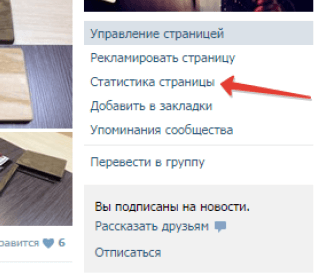 Управление страницей
Рекламировать страницу
Статистика страницы
Добавить в закладки
Упоминания сообщества
Перевести в группу
Вы подписаны на новости.
Рассказать друзьям
равится 6
Отписаться